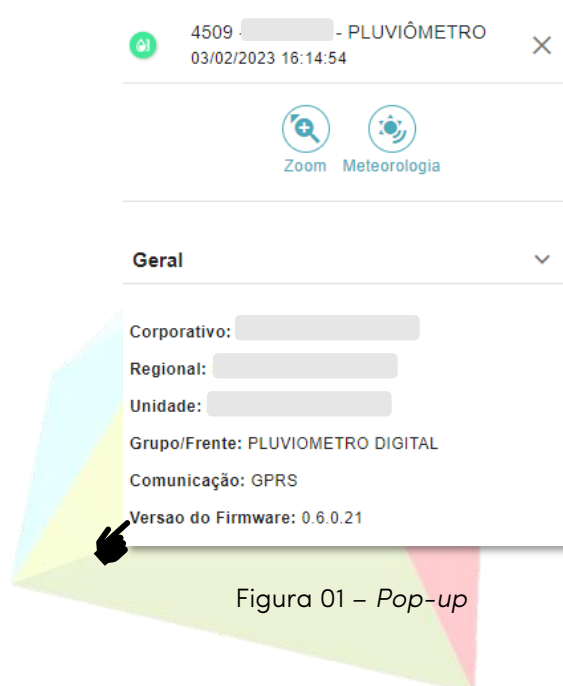 4509 - - PLUVIÔMETRO
03/02/2023 16:14:54
Zoom Meteorologia
Geral
Corporativo:
Regional:
Unidade:
Grupo/Frente: PLUVIOMETRO DIGITAL
Comunicação: GPRS
Versao do Firmware: 0.6.0.21
Figura 01 – Pop-up